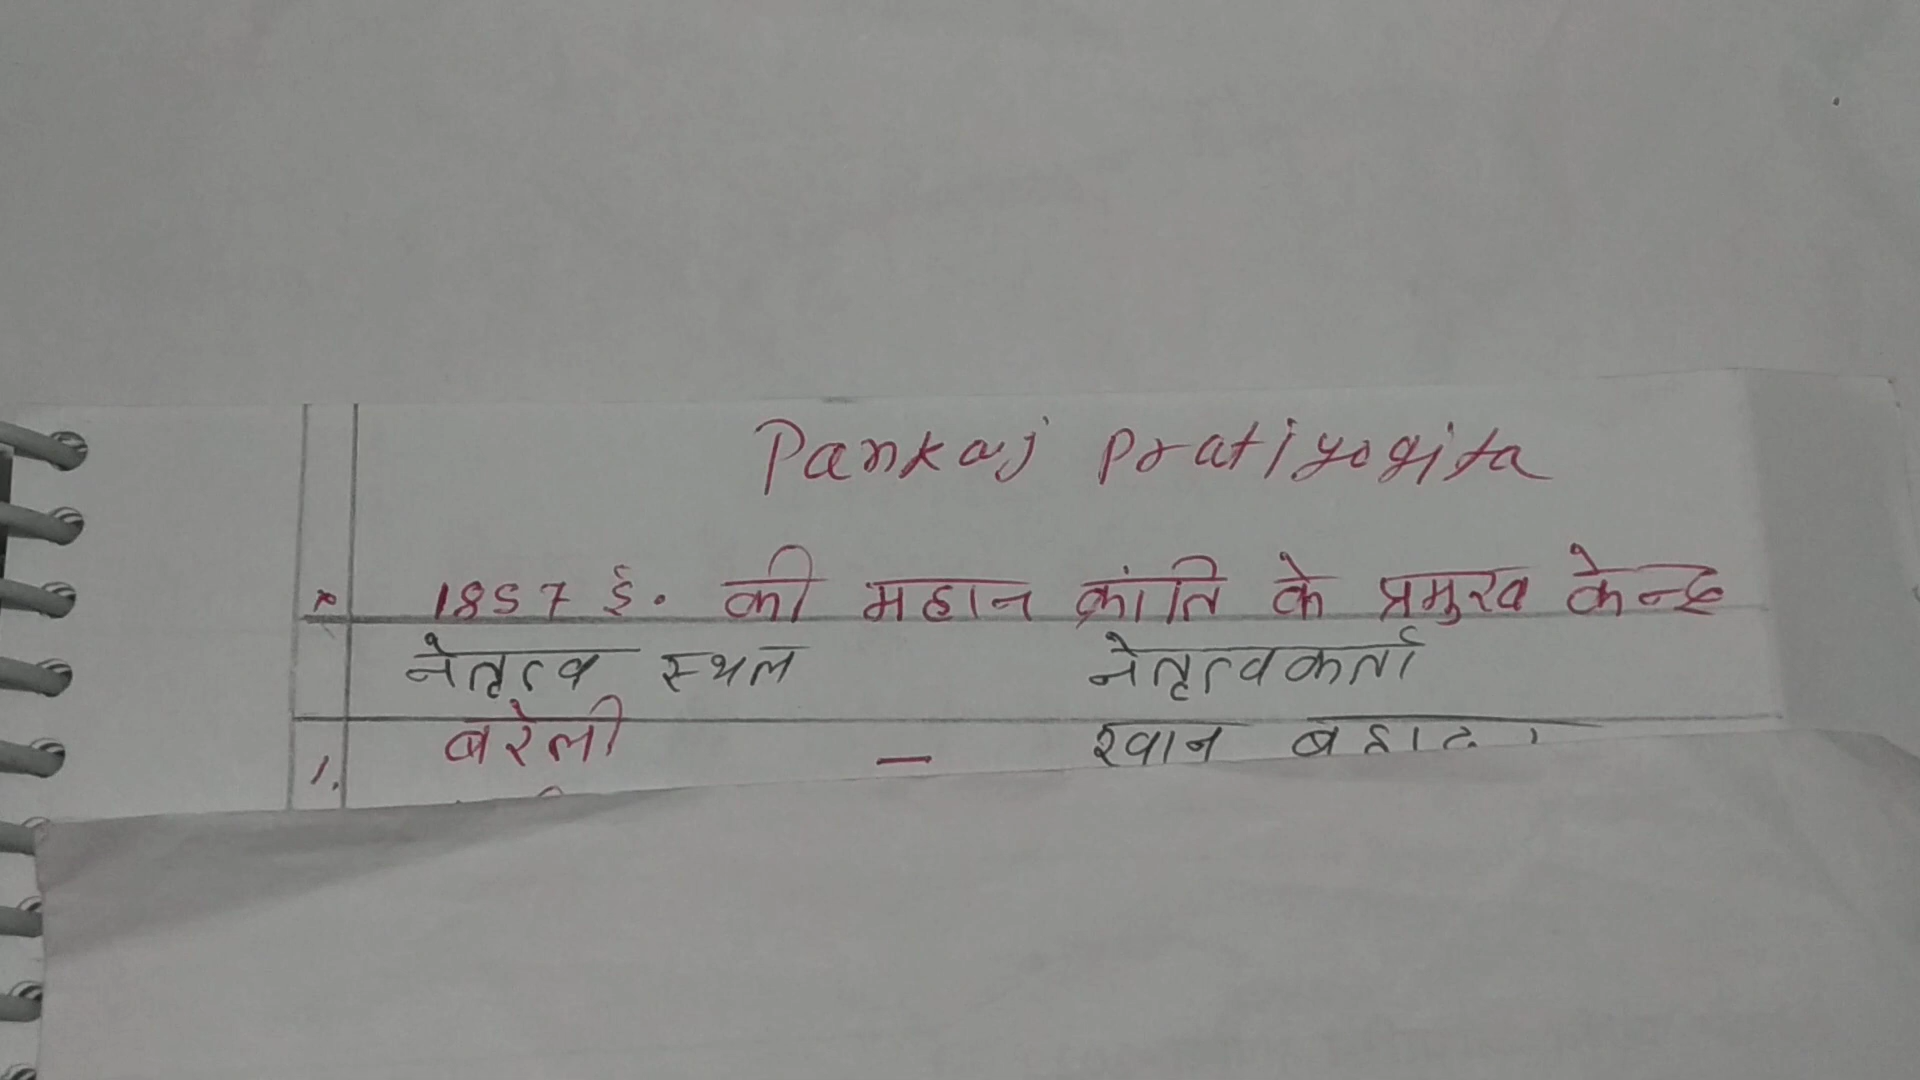 Pankaj Pratiyogita
* 1857 ई. की महान क्रांति के प्रमुख केन्द्र
नेतृत्व स्थल नेतृत्वकर्ता
1. बरेली - खान